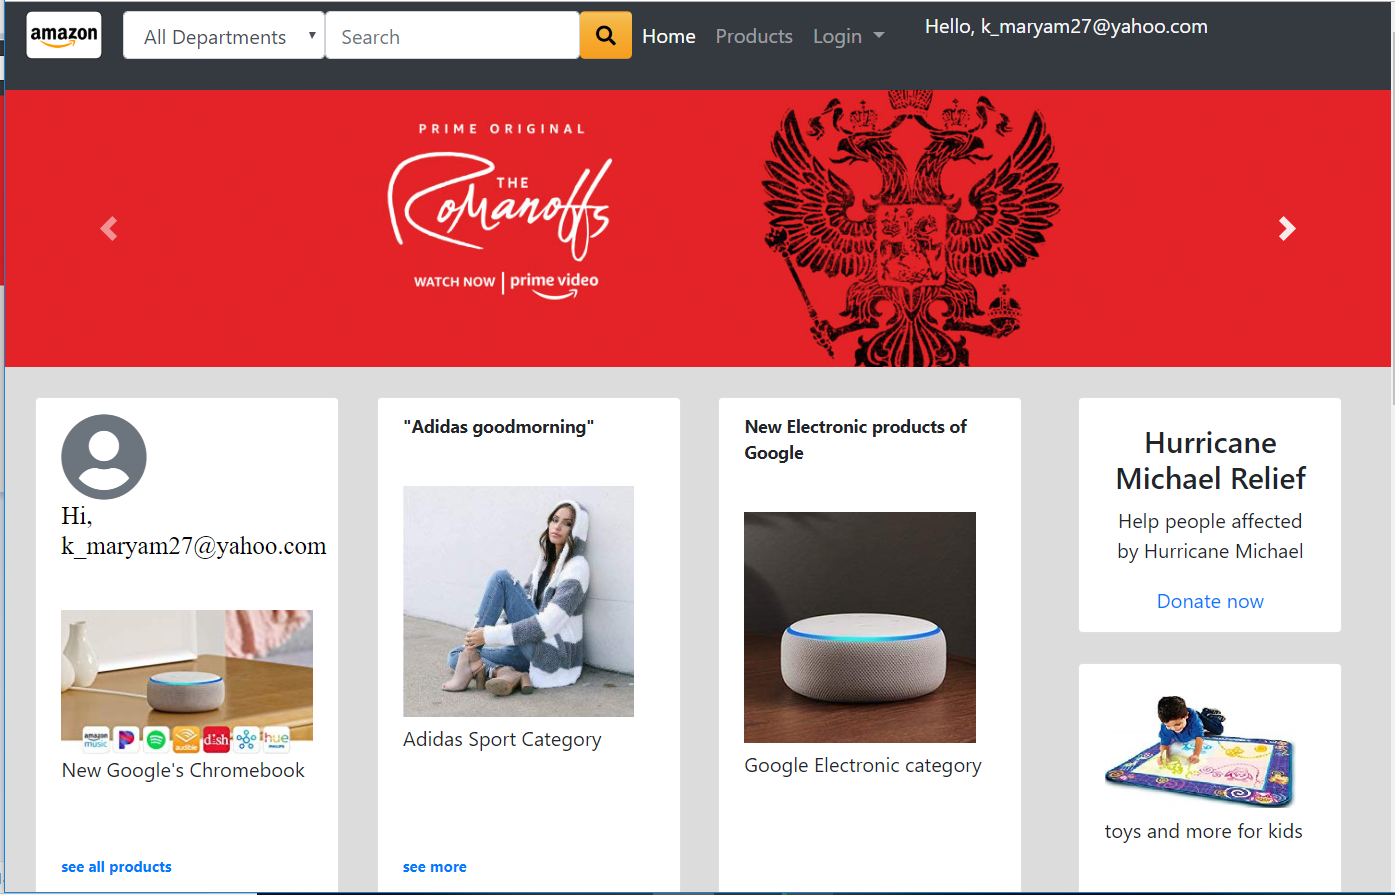 amazon
All Departments
Search
Home
Products
Login
Hello, k_maryam27@yahoo.com
PRIME ORIGINAL
THE
Romanoffs
WATCH NOW | prime video
Hi,
k_maryam27@yahoo.com
amazon music
audible
dish
hue
New Google's Chromebook
see all products
"Adidas goodmorning"
Adidas Sport Category
see more
New Electronic products of
Google
Google Electronic category
Hurricane
Michael Relief
Help people affected
by Hurricane Michael
Donate now
toys and more for kids